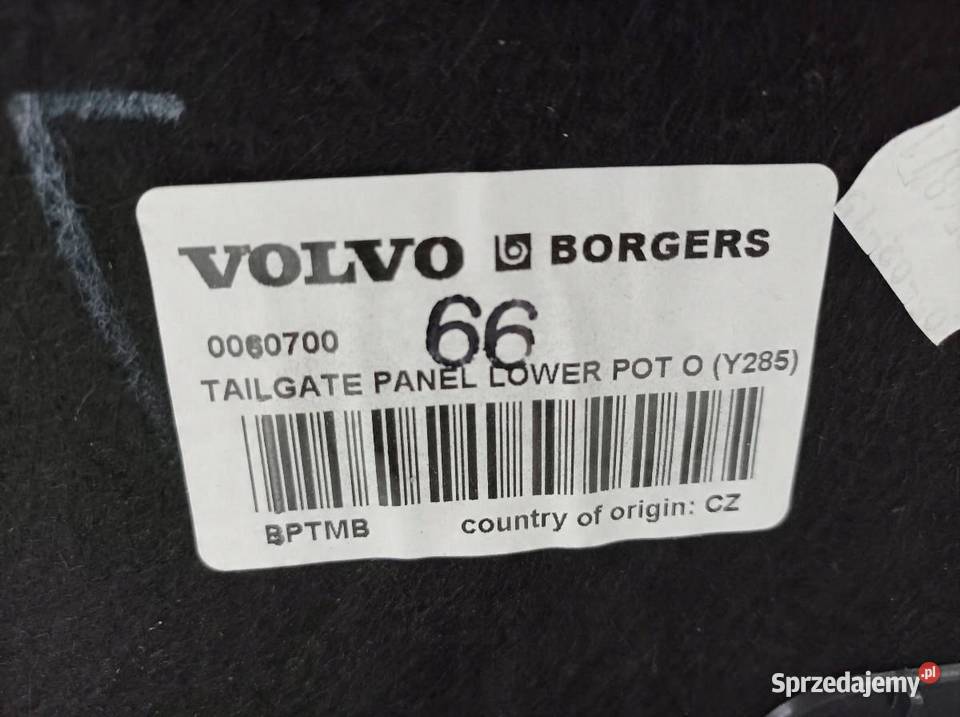 VOLVO BORGERS
0060700 66
TAILGATE PANEL LOWER POT O (Y285)
BPTMB country of origin: CZ
Sprzedajemy.pl